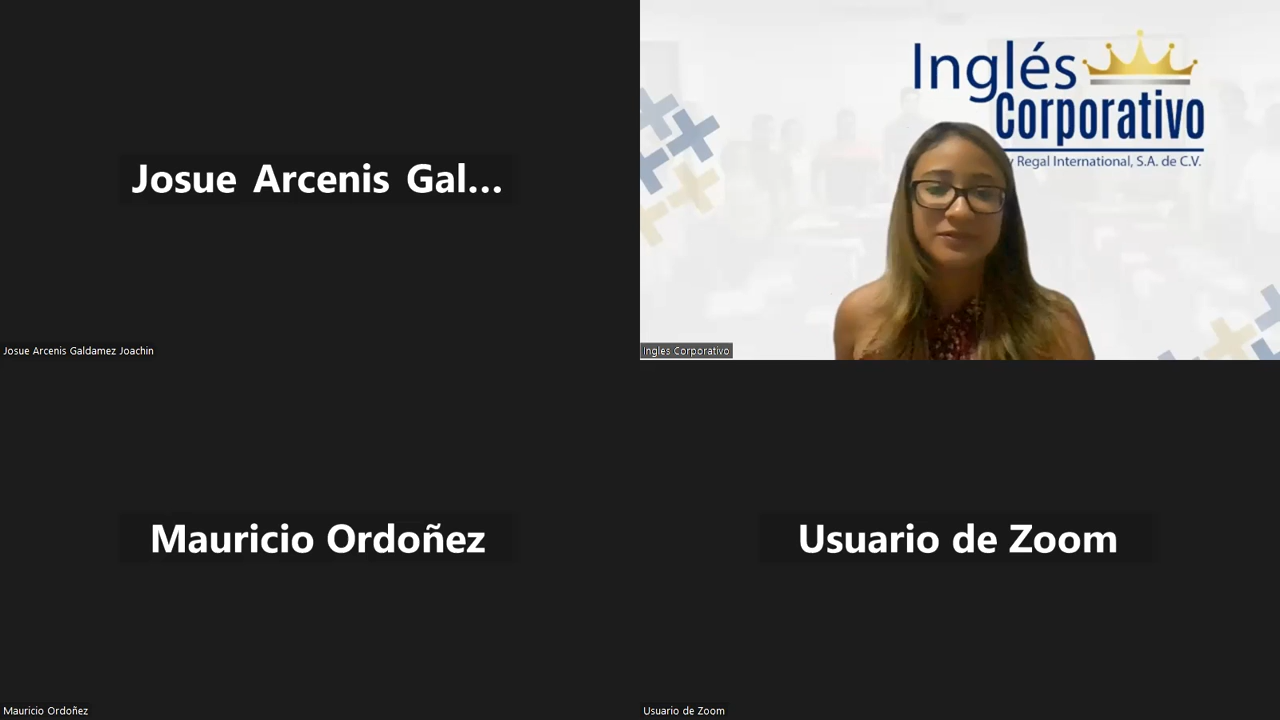 Josue Arcenis Gal...
Josue Arcenis Galdamez Joachin
Inglés
Corporativo
y Regal International, S.A. de C.V.
Ingles Corporativo
Mauricio Ordoñez
Mauricio Ordoñez
Usuario de Zoom
Usuario de Zoom